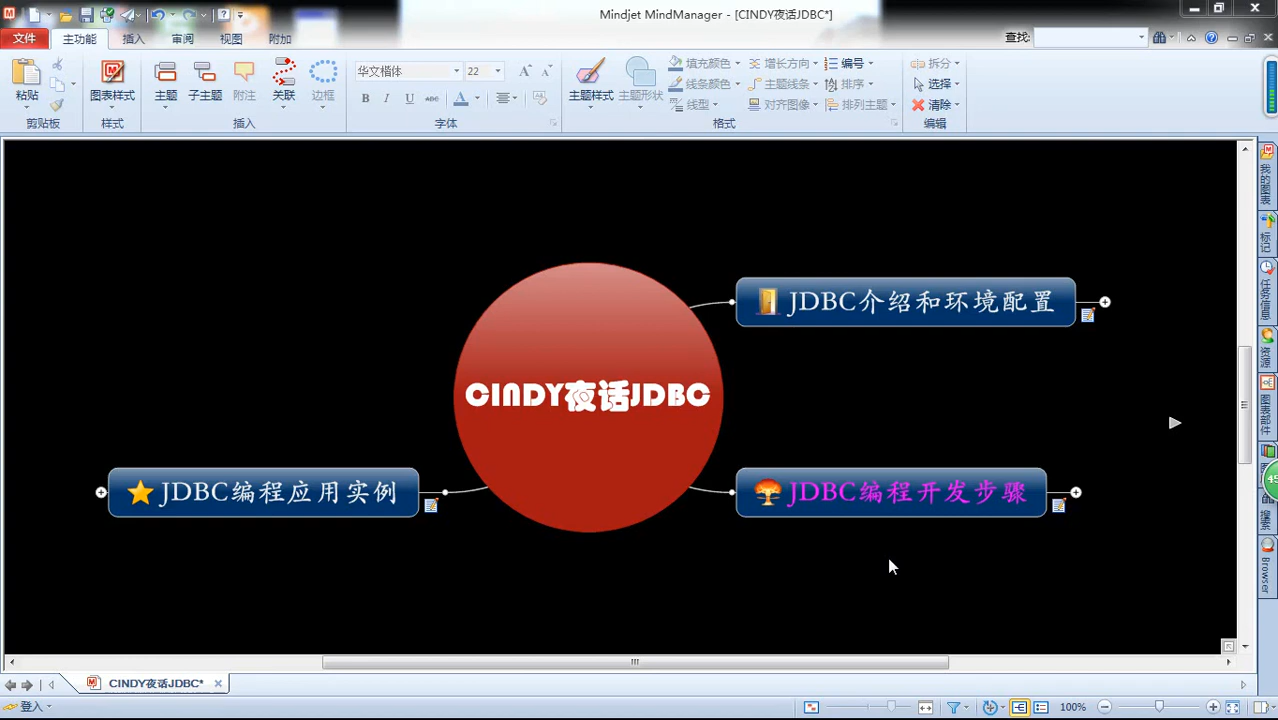 Mindjet MindManager - [CINDY夜话JDBC*]
文件 主功能 插入 审阅 视图 附加 查找:
粘贴 图表样式 主题 子主题 附注 关联 边框
华文楷体 22
B I U abc A
主题样式 主题形状
填充颜色 增长方向 编号
线条颜色 主题线条 排序
线型 对齐图像 排列主题
拆分
选择
清除
剪贴板 样式 插入 字体 格式 编辑
JDBC介绍和环境配置
CINDY夜话JDBC
JDBC编程应用实例
JDBC编程开发步骤
我的图表
标记
任务信息
资源
图表部件
45
搜索
Browser
CINDY夜话JDBC*
登入 100%